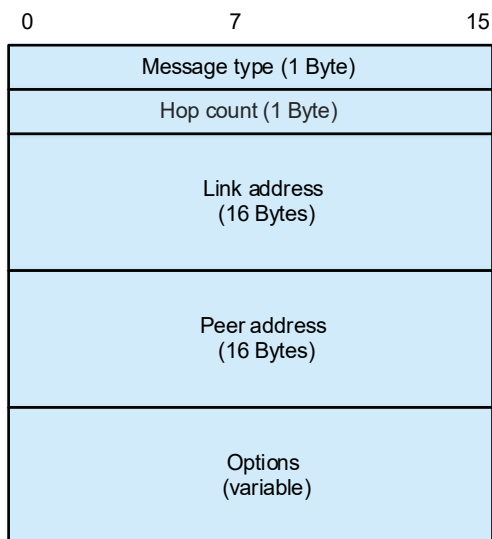 0 7 15
Message type (1 Byte)
Hop count (1 Byte)
Link address
(16 Bytes)
Peer address
(16 Bytes)
Options
(variable)